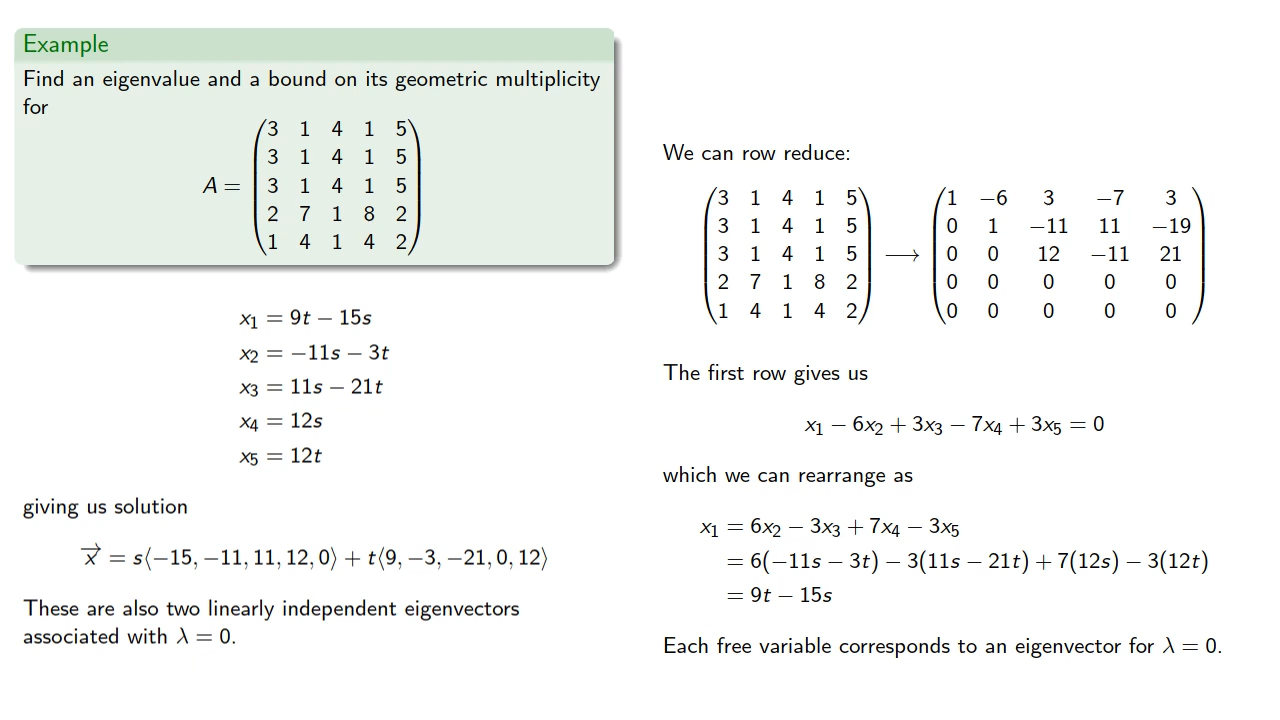 Example
Find an eigenvalue and a bound on its geometric multiplicity
for
A =
3 1 4 1 5
3 1 4 1 5
3 1 4 1 5
2 7 1 8 2
1 4 1 4 2
x₁ = 9t − 15s
x₂ = −11s − 3t
x₃ = 11s − 21t
x₄ = 12s
x₅ = 12t
giving us solution
x⃗ = s⟨−15, −11, 11, 12, 0⟩ + t⟨9, −3, −21, 0, 12⟩
These are also two linearly independent eigenvectors
associated with λ = 0.
We can row reduce:
3 1 4 1 5
3 1 4 1 5
3 1 4 1 5
2 7 1 8 2
1 4 1 4 2
⟶
1 −6 3 −7 3
0 1 −11 11 −19
0 0 12 −11 21
0 0 0 0 0
0 0 0 0 0
The first row gives us
x₁ − 6x₂ + 3x₃ − 7x₄ + 3x₅ = 0
which we can rearrange as
x₁ = 6x₂ − 3x₃ + 7x₄ − 3x₅
= 6(−11s − 3t) − 3(11s − 21t) + 7(12s) − 3(12t)
= 9t − 15s
Each free variable corresponds to an eigenvector for λ = 0.